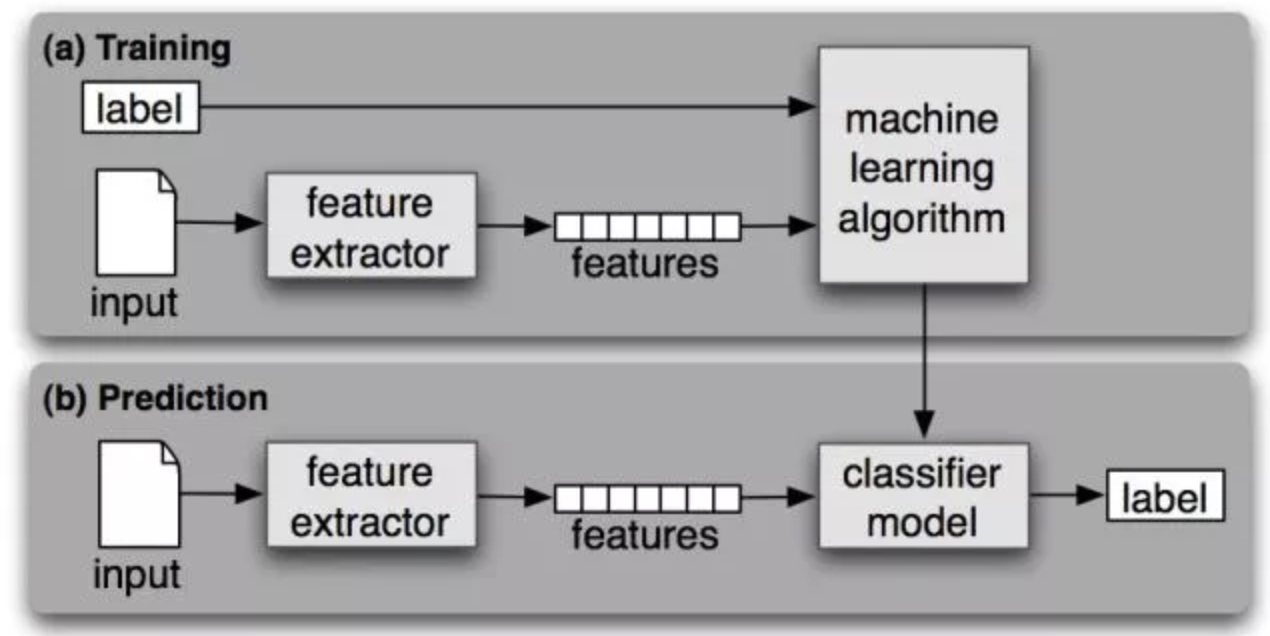 (a) Training
label
input
feature
extractor
features
machine
learning
algorithm
(b) Prediction
input
feature
extractor
features
classifier
model
label